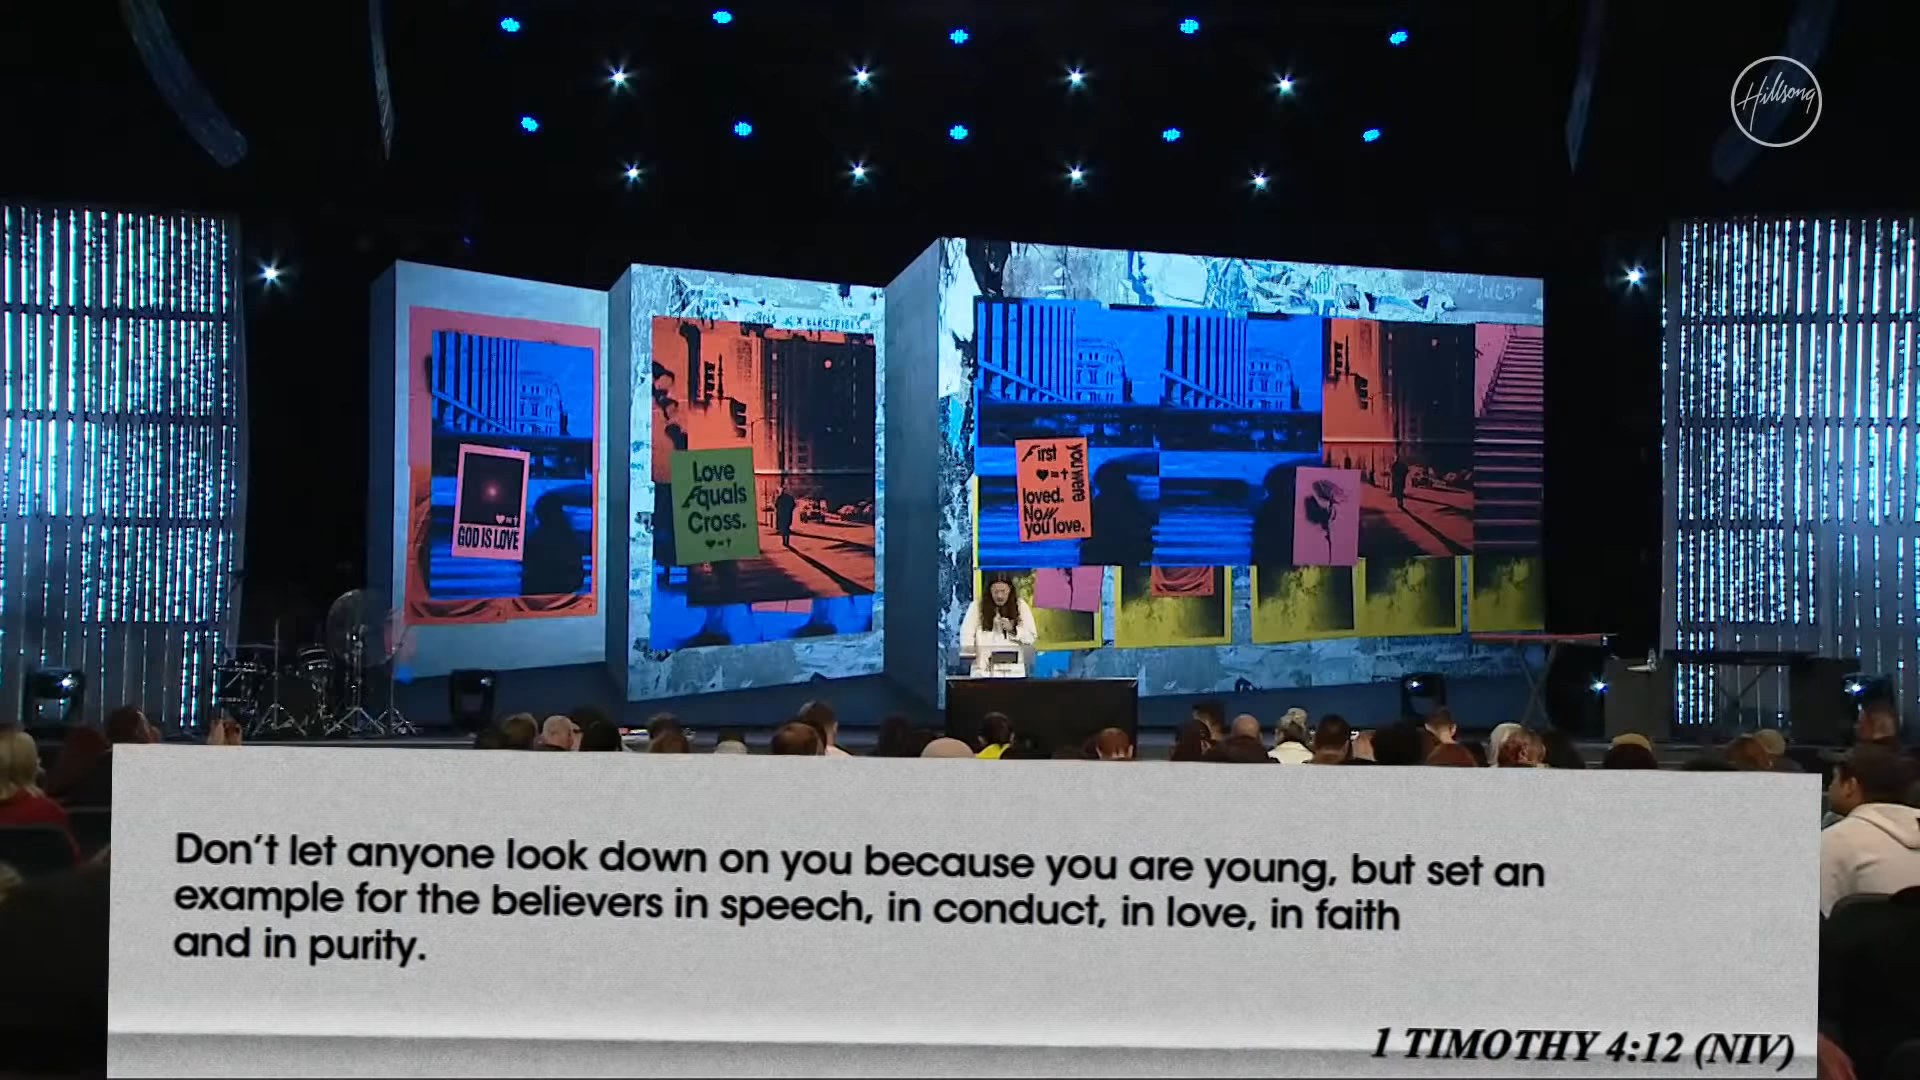 Hillsong
GOD IS LOVE
Love
Equals
Cross.
First
you were
loved.
Now
you love.
Don't let anyone look down on you because you are young, but set an
example for the believers in speech, in conduct, in love, in faith
and in purity.
1 TIMOTHY 4:12 (NIV)